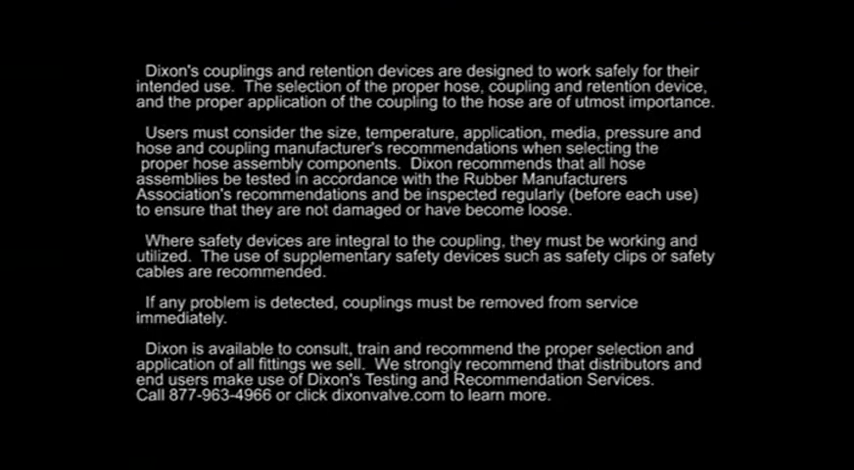 Dixon's couplings and retention devices are designed to work safely for their
intended use. The selection of the proper hose, coupling and retention device,
and the proper application of the coupling to the hose are of utmost importance.
Users must consider the size, temperature, application, media, pressure and
hose and coupling manufacturer's recommendations when selecting the
proper hose assembly components. Dixon recommends that all hose
assemblies be tested in accordance with the Rubber Manufacturers
Association's recommendations and be inspected regularly (before each use)
to ensure that they are not damaged or have become loose.
Where safety devices are integral to the coupling, they must be working and
utilized. The use of supplementary safety devices such as safety clips or safety
cables are recommended.
If any problem is detected, couplings must be removed from service
immediately.
Dixon is available to consult, train and recommend the proper selection and
application of all fittings we sell. We strongly recommend that distributors and
end users make use of Dixon's Testing and Recommendation Services.
Call 877-963-4966 or click dixonvalve.com to learn more.